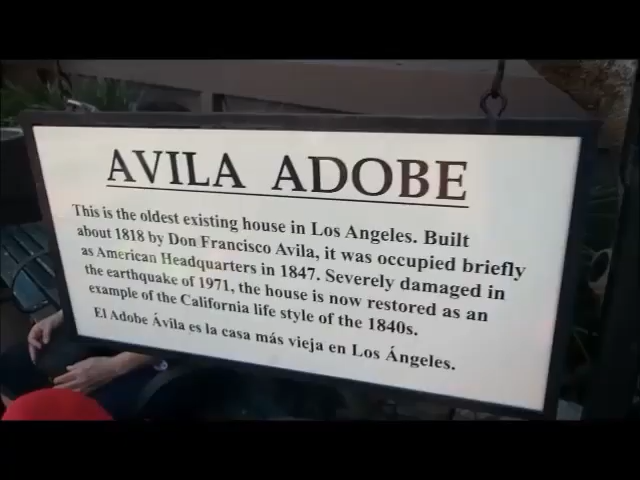 AVILA ADOBE
This is the oldest existing house in Los Angeles. Built
about 1818 by Don Francisco Avila, it was occupied briefly
as American Headquarters in 1847. Severely damaged in
the earthquake of 1971, the house is now restored as an
example of the California life style of the 1840s.
El Adobe Ávila es la casa más vieja en Los Ángeles.